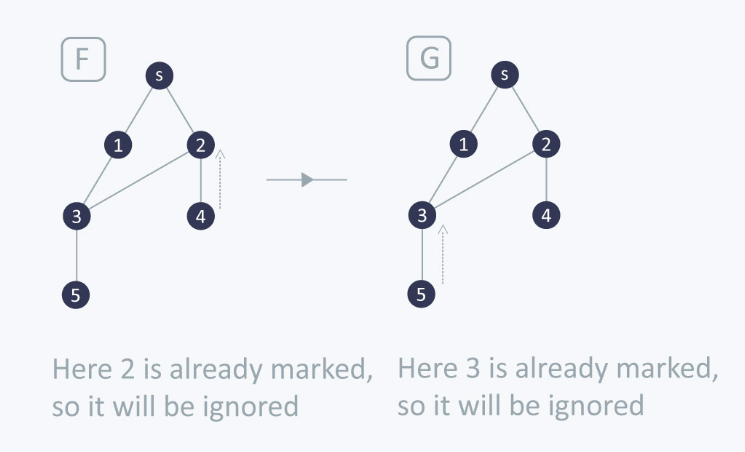 F
G
s
s
1
2
1
2
3
4
3
4
5
5
Here 2 is already marked,
so it will be ignored
Here 3 is already marked,
so it will be ignored